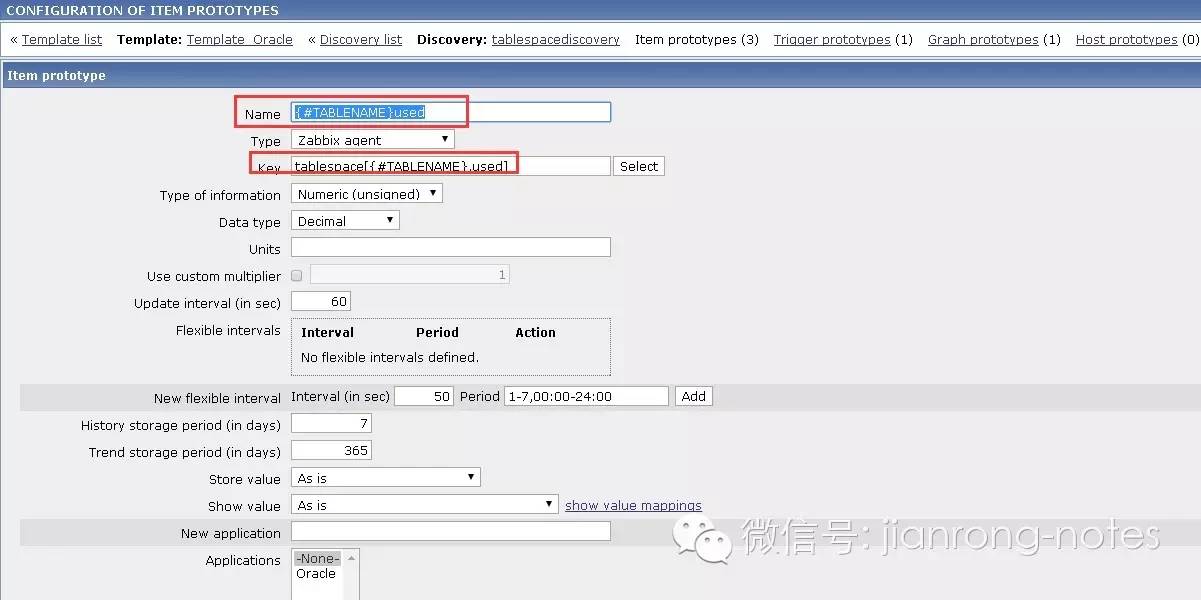 CONFIGURATION OF ITEM PROTOTYPES
« Template list Template: Template_Oracle « Discovery list Discovery: tablespacediscovery Item prototypes (3) Trigger prototypes (1) Graph prototypes (1) Host prototypes (0)
Item prototype
Name {#TABLENAME}used
Type Zabbix agent
Key tablespace[{#TABLENAME},used] Select
Type of information Numeric (unsigned)
Data type Decimal
Units
Use custom multiplier 1
Update interval (in sec) 60
Flexible intervals Interval Period Action
No flexible intervals defined.
New flexible interval Interval (in sec) 50 Period 1-7,00:00-24:00 Add
History storage period (in days) 7
Trend storage period (in days) 365
Store value As is
Show value As is show value mappings
New application
微信号: jianrong-notes
Applications -None-
Oracle